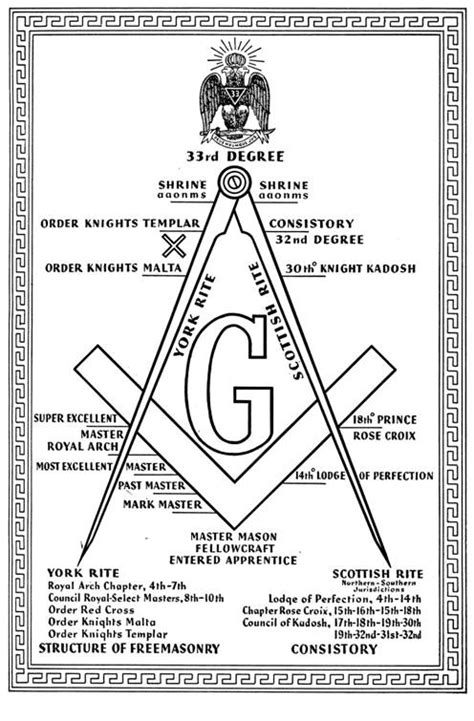 33
33rd DEGREE
SHRINE SHRINE
aaonms aaonms
ORDER KNIGHTS TEMPLAR CONSISTORY
32nd DEGREE
ORDER KNIGHTS MALTA 30th KNIGHT KADOSH
YORK RITE
SCOTTISH RITE
G
SUPER EXCELLENT 18th PRINCE
MASTER ROSE CROIX
ROYAL ARCH
MOST EXCELLENT MASTER 14th LODGE OF PERFECTION
PAST MASTER
MARK MASTER
MASTER MASON
FELLOWCRAFT
ENTERED APPRENTICE
YORK RITE
Royal Arch Chapter, 4th-7th
Council Royal-Select Masters, 8th-10th
Order Red Cross
Order Knights Malta
Order Knights Templar
STRUCTURE OF FREEMASONRY
SCOTTISH RITE
Northern-Southern
Jurisdictions
Lodge of Perfection, 4th-14th
Chapter Rose Croix, 15th-16th-15th-18th
Council of Kadosh, 17th-18th-19th-30th
19th-32nd-31st-32nd
CONSISTORY